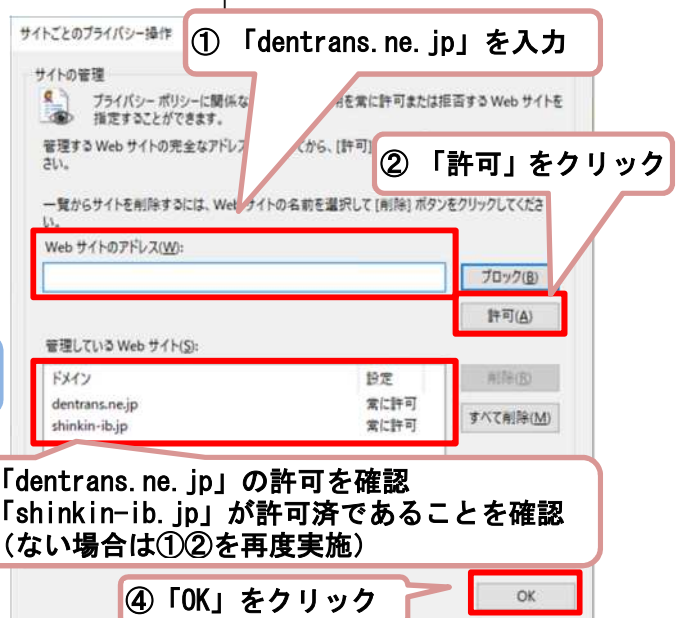 サイトごとのプライバシー操作
① 「dentrans.ne.jp」を入力
サイトの管理
プライバシー ポリシーに関係な
を常に許可または拒否する Web サイトを
指定することができます。
管理する Web サイトの完全なアドレ
てから、[許可]
さい。
② 「許可」をクリック
一覧からサイトを削除するには、Web サイトの名前を選択して [削除] ボタンをクリックしてくださ
い。
Web サイトのアドレス(W):
ブロック(B)
許可(A)
管理している Web サイト(S):
ドメイン 設定
削除(R)
dentrans.ne.jp 常に許可
shinkin-ib.jp 常に許可
すべて削除(M)
「dentrans.ne.jp」の許可を確認
「shinkin-ib.jp」が許可済であることを確認
(ない場合は①②を再度実施)
④「OK」をクリック
OK